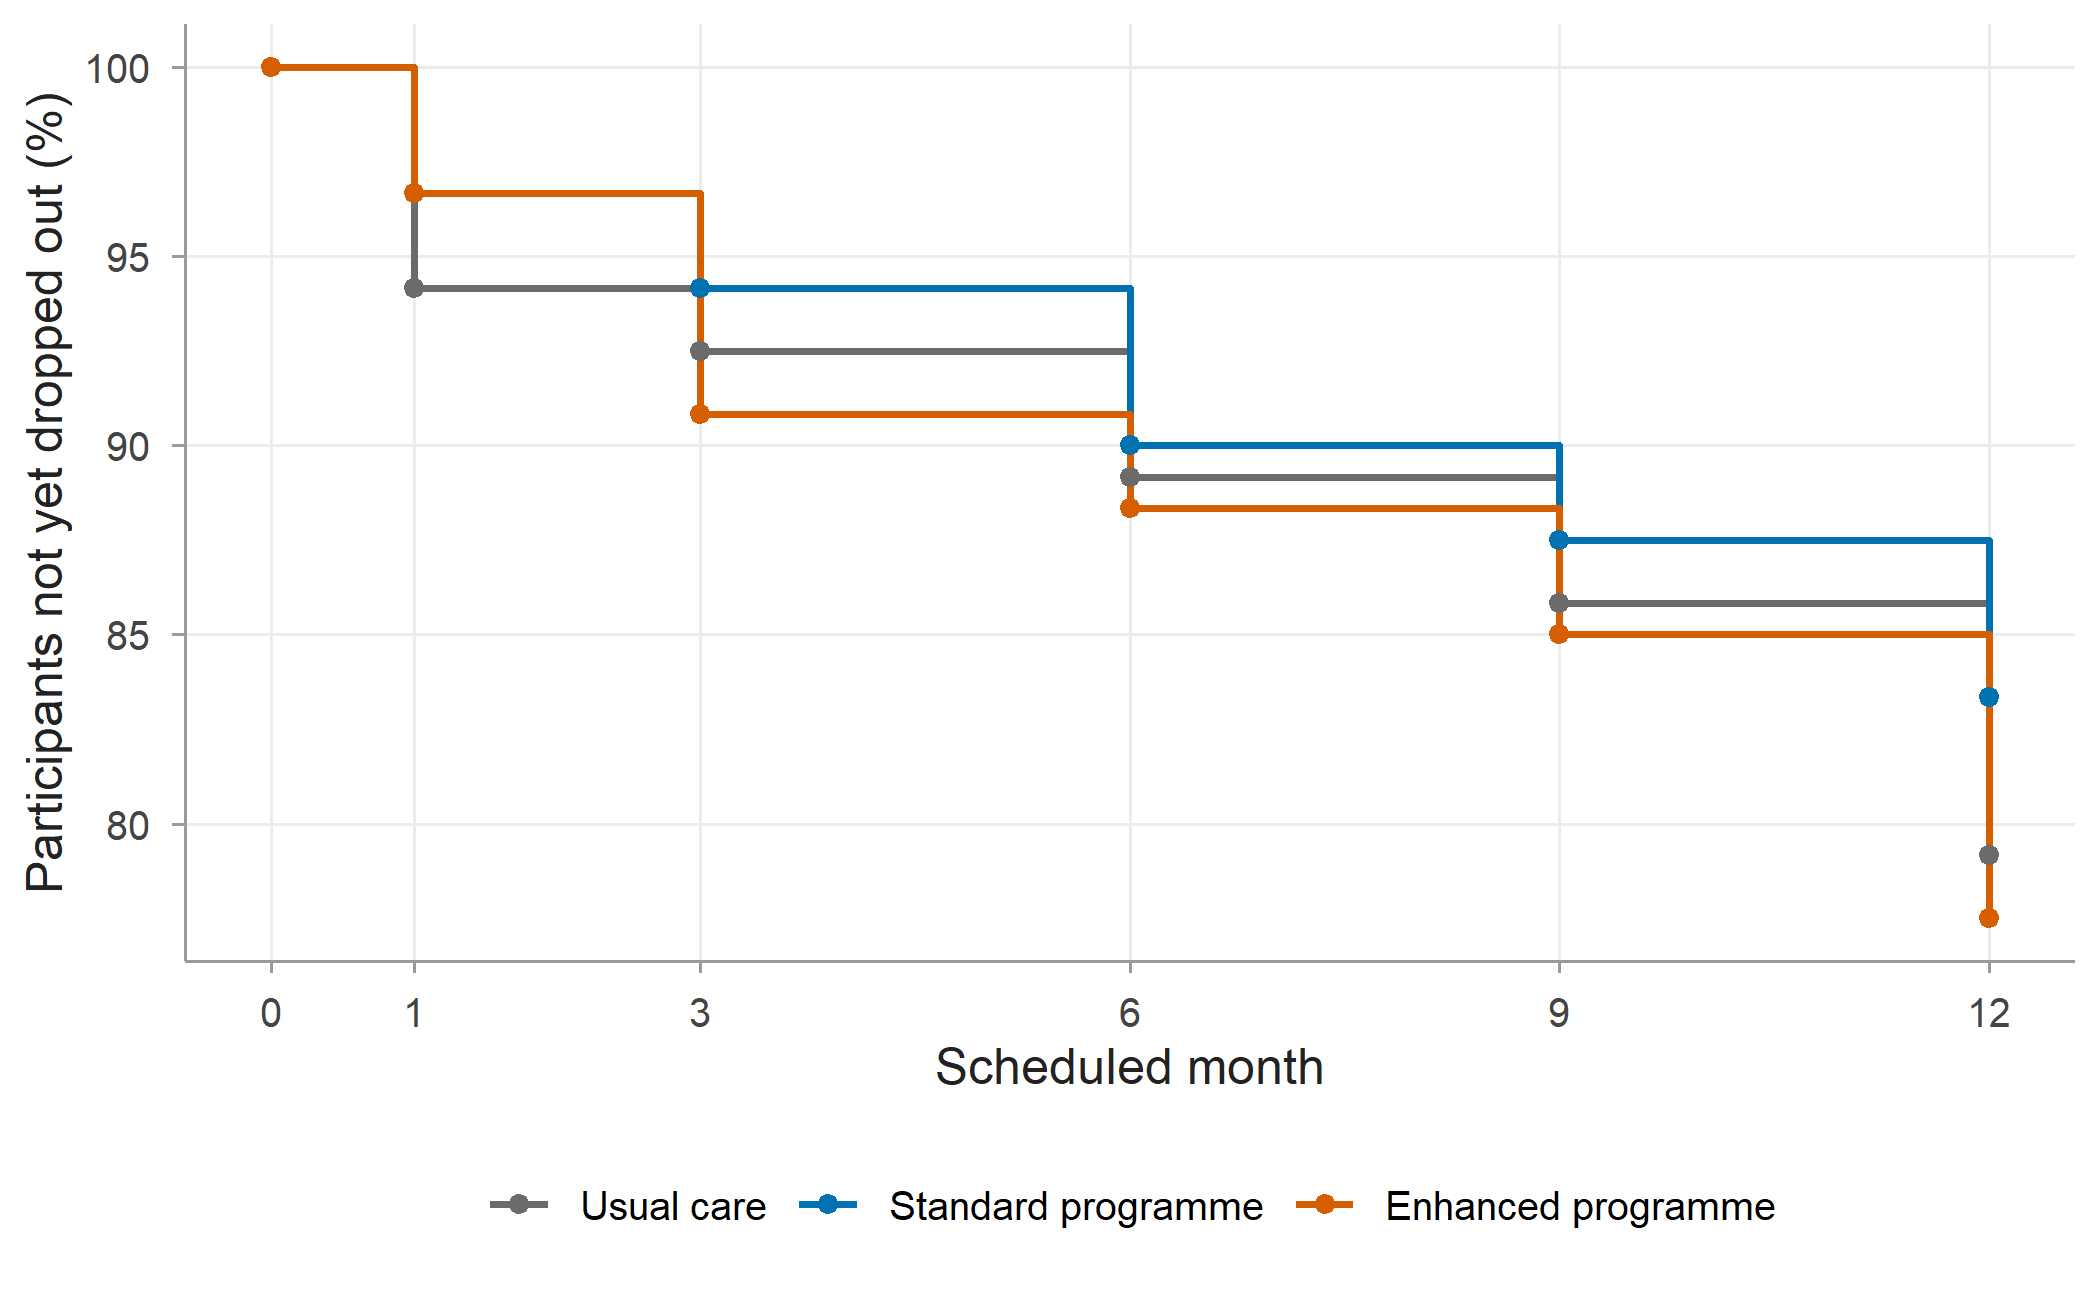 Participants not yet dropped out (%)
100
95
90
85
80
0 1 3 6 9 12
Scheduled month
Usual care Standard programme Enhanced programme